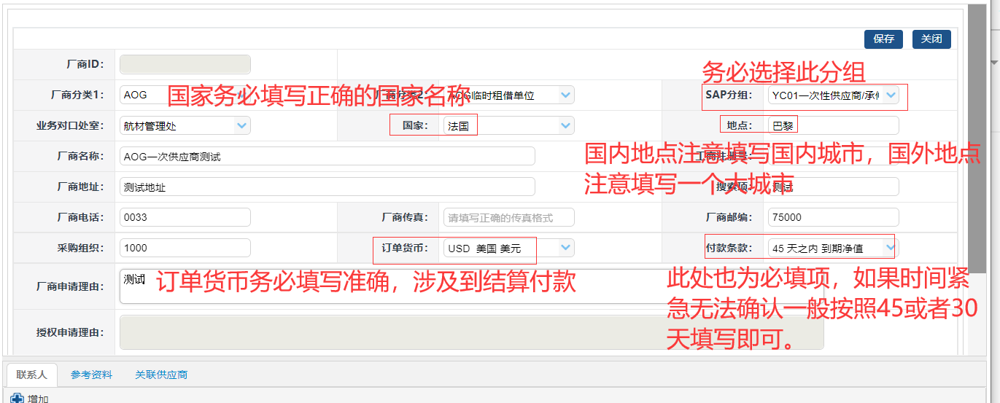 保存 关闭
务必选择此分组
厂商ID:
厂商分类1: AOG 厂商分类2: AOG临时租借单位 SAP分组: YC01一次性供应商/承
国家务必填写正确的国家名称
业务对口处室: 航材管理处 国家: 法国 地点: 巴黎
厂商名称: AOG一次供应商测试 工商注册号:
国内地点注意填写国内城市，国外地点
注意填写一个大城市
厂商地址: 测试地址 搜索项: 测试
厂商电话: 0033 厂商传真: 请填写正确的传真格式 厂商邮编: 75000
采购组织: 1000 订单货币: USD 美国 美元 付款条款: 45 天之内 到期净值
厂商申请理由: 测试
订单货币务必填写准确，涉及到结算付款
此处也为必填项，如果时间紧
急无法确认一般按照45或者30
天填写即可。
授权申请理由:
联系人 参考资料 关联供应商
增加